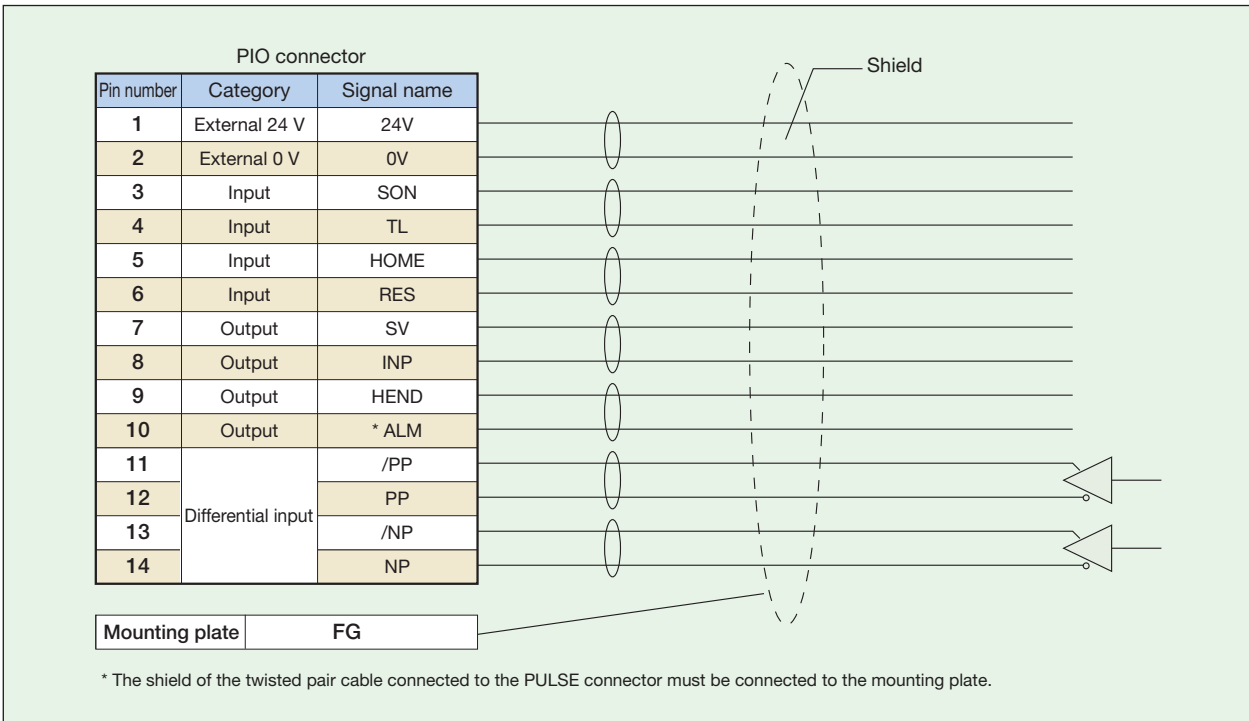 PIO connector
Shield
Pin number Category Signal name
1 External 24 V 24V
2 External 0 V 0V
3 Input SON
4 Input TL
5 Input HOME
6 Input RES
7 Output SV
8 Output INP
9 Output HEND
10 Output * ALM
11 /PP
12 PP
Differential input
13 /NP
14 NP
Mounting plate FG
* The shield of the twisted pair cable connected to the PULSE connector must be connected to the mounting plate.